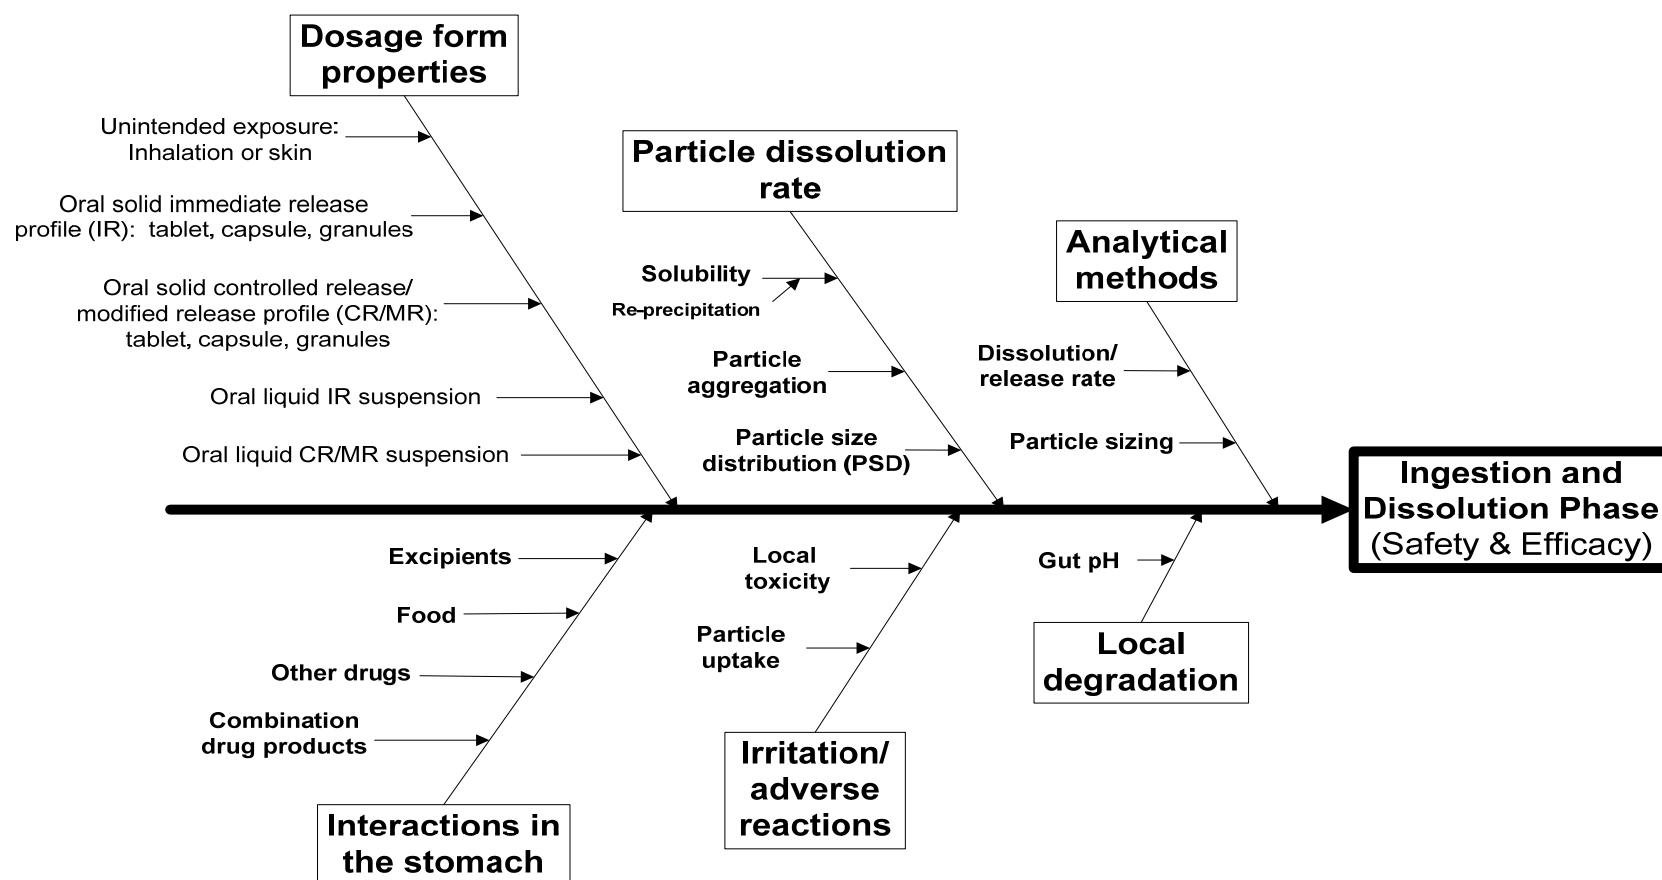 Dosage form
properties
Unintended exposure:
Inhalation or skin
Oral solid immediate release
profile (IR):  tablet, capsule, granules
Oral solid controlled release/
modified release profile (CR/MR):
tablet, capsule, granules
Oral liquid IR suspension
Oral liquid CR/MR suspension
Particle dissolution
rate
Solubility
Re-precipitation
Particle
aggregation
Particle size
distribution (PSD)
Analytical
methods
Dissolution/
release rate
Particle sizing
Ingestion and
Dissolution Phase
(Safety & Efficacy)
Excipients
Food
Other drugs
Combination
drug products
Interactions in
the stomach
Local
toxicity
Particle
uptake
Irritation/
adverse
reactions
Gut pH
Local
degradation